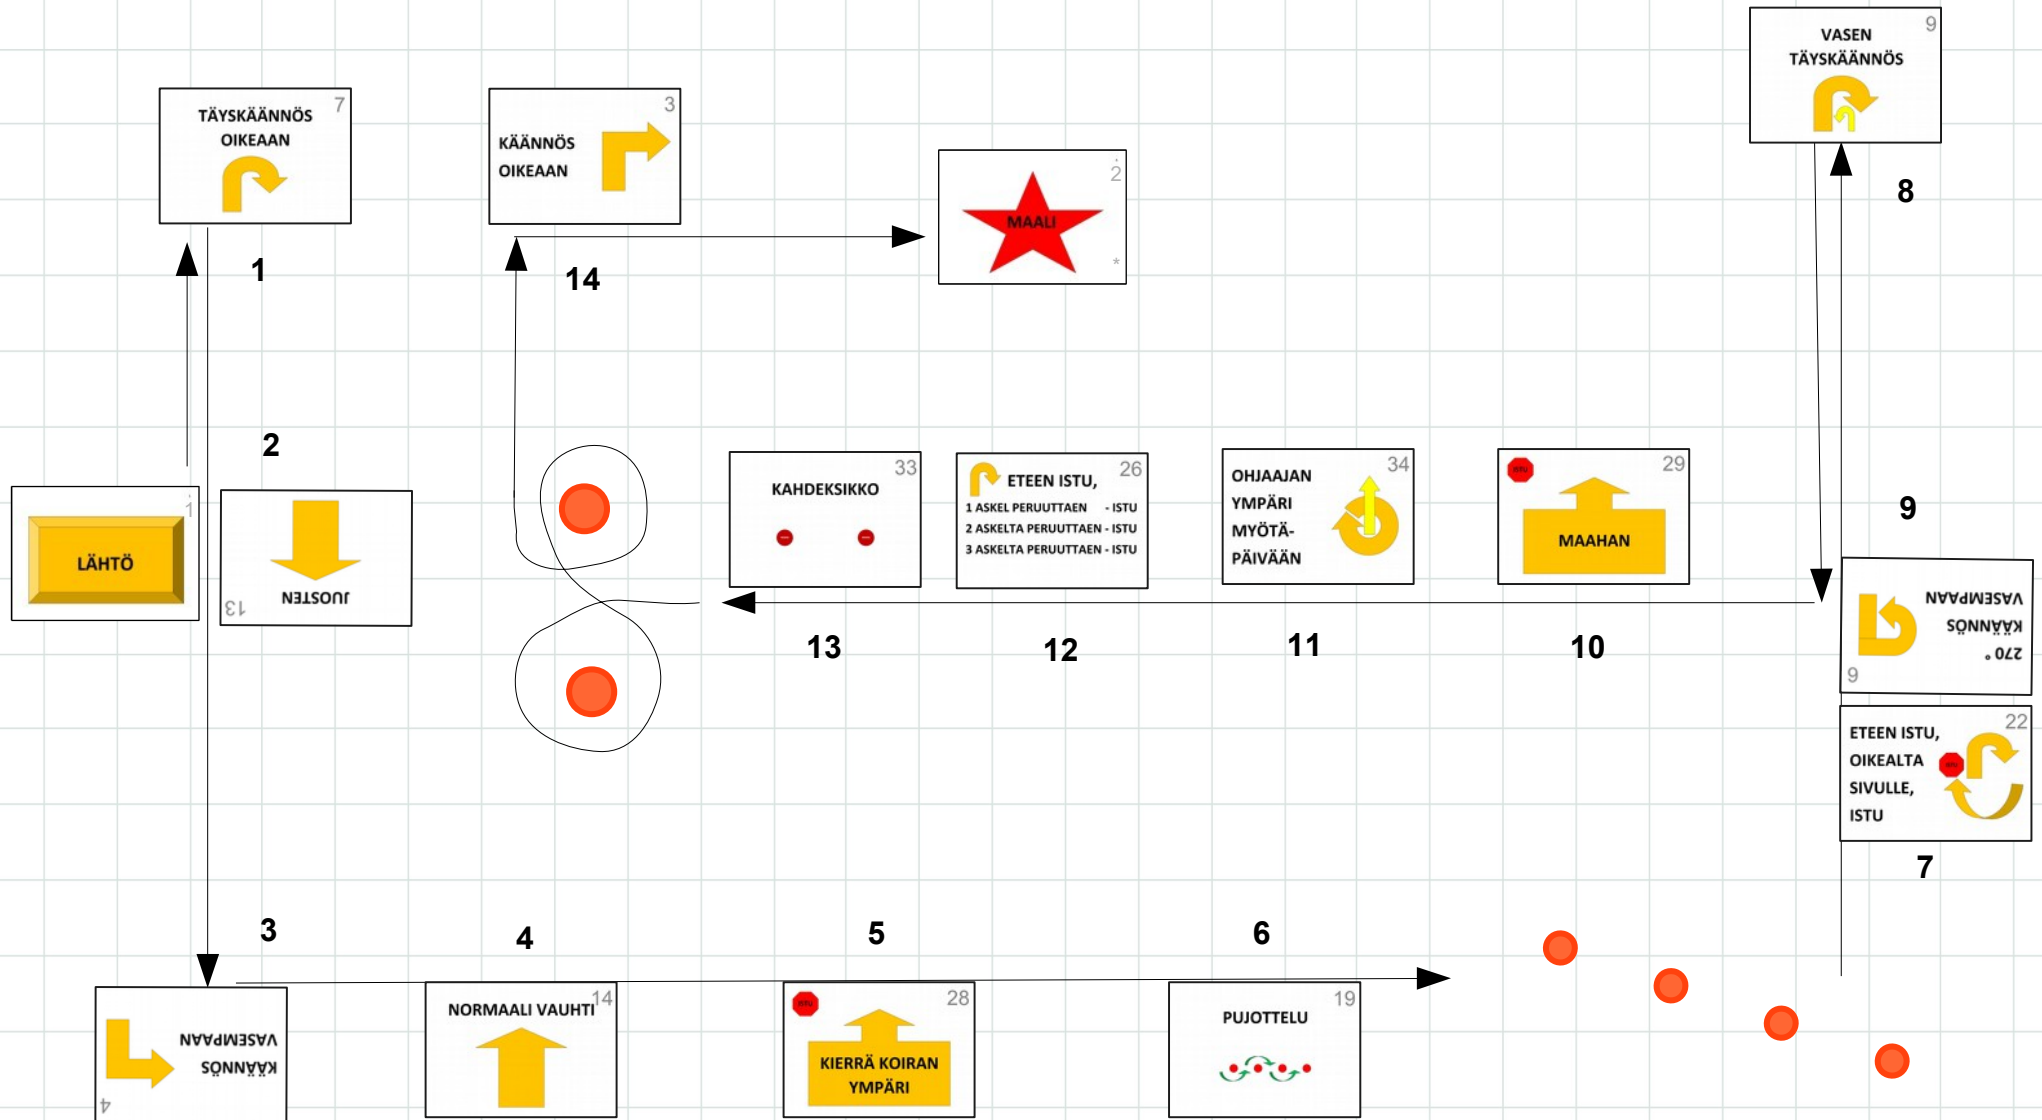 7
TÄYSKÄÄNNÖS
OIKEAAN
1
3
KÄÄNNÖS
OIKEAAN
14
2
MAALI
*
9
VASEN
TÄYSKÄÄNNÖS
8
2
1
LÄHTÖ
JUOSTEN
13
33
KAHDEKSIKKO
13
26
ETEEN ISTU,
1 ASKEL PERUUTTAEN - ISTU
2 ASKELTA PERUUTTAEN - ISTU
3 ASKELTA PERUUTTAEN - ISTU
12
34
OHJAAJAN
YMPÄRI
MYÖTÄ-
PÄIVÄÄN
11
29
ISTU
MAAHAN
10
9
270°
KÄÄNNÖS
VASEMPAAN
6
22
ETEEN ISTU,
OIKEALTA
SIVULLE,
ISTU
7
3
KÄÄNNÖS
VASEMPAAN
4
4
14
NORMAALI VAUHTI
5
28
ISTU
KIERRÄ KOIRAN
YMPÄRI
6
19
PUJOTTELU